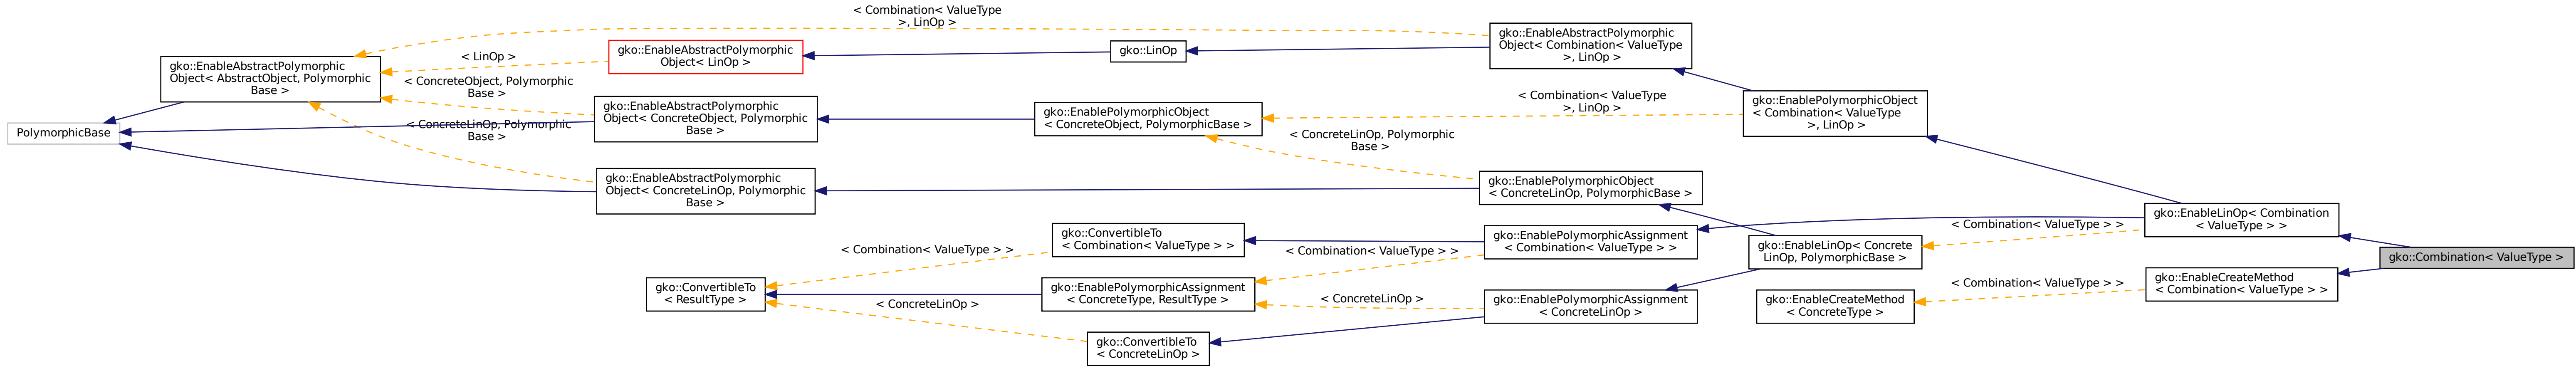 PolymorphicBase
gko::EnableAbstractPolymorphic
Object< AbstractObject, Polymorphic
Base >
< Combination< ValueType
>, LinOp >
< LinOp >
< ConcreteObject, Polymorphic
Base >
< ConcreteLinOp, Polymorphic
Base >
gko::EnableAbstractPolymorphic
Object< LinOp >
gko::EnableAbstractPolymorphic
Object< ConcreteObject, Polymorphic
Base >
gko::EnableAbstractPolymorphic
Object< ConcreteLinOp, Polymorphic
Base >
gko::ConvertibleTo
< ResultType >
< Combination< ValueType > >
< ConcreteLinOp >
gko::LinOp
gko::EnablePolymorphicObject
< ConcreteObject, PolymorphicBase >
gko::ConvertibleTo
< Combination< ValueType > >
gko::EnablePolymorphicAssignment
< ConcreteType, ResultType >
gko::ConvertibleTo
< ConcreteLinOp >
< ConcreteLinOp, Polymorphic
Base >
< Combination< ValueType > >
< ConcreteLinOp >
gko::EnableAbstractPolymorphic
Object< Combination< ValueType
>, LinOp >
< Combination< ValueType
>, LinOp >
gko::EnablePolymorphicObject
< ConcreteLinOp, PolymorphicBase >
gko::EnablePolymorphicAssignment
< Combination< ValueType > >
gko::EnablePolymorphicAssignment
< ConcreteLinOp >
gko::EnablePolymorphicObject
< Combination< ValueType
>, LinOp >
gko::EnableLinOp< Concrete
LinOp, PolymorphicBase >
gko::EnableCreateMethod
< ConcreteType >
< Combination< ValueType > >
< Combination< ValueType > >
gko::EnableLinOp< Combination
< ValueType > >
gko::EnableCreateMethod
< Combination< ValueType > >
gko::Combination< ValueType >